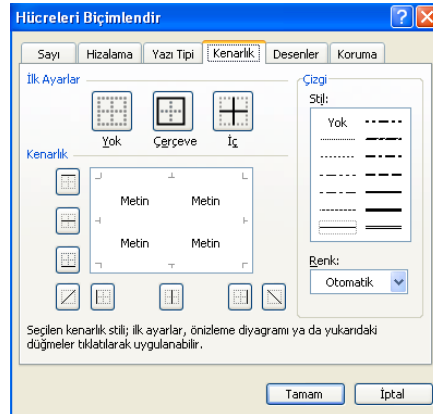 Hücreleri Biçimlendir
Sayı Hizalama Yazı Tipi Kenarlık Desenler Koruma
İlk Ayarlar
Yok Çerçeve İç
Kenarlık
Metin Metin
Metin Metin
Çizgi
Stil:
Yok
Renk:
Otomatik
Seçilen kenarlık stili; ilk ayarlar, önizleme diyagramı ya da yukarıdaki
düğmeler tıklatılarak uygulanabilir.
Tamam İptal